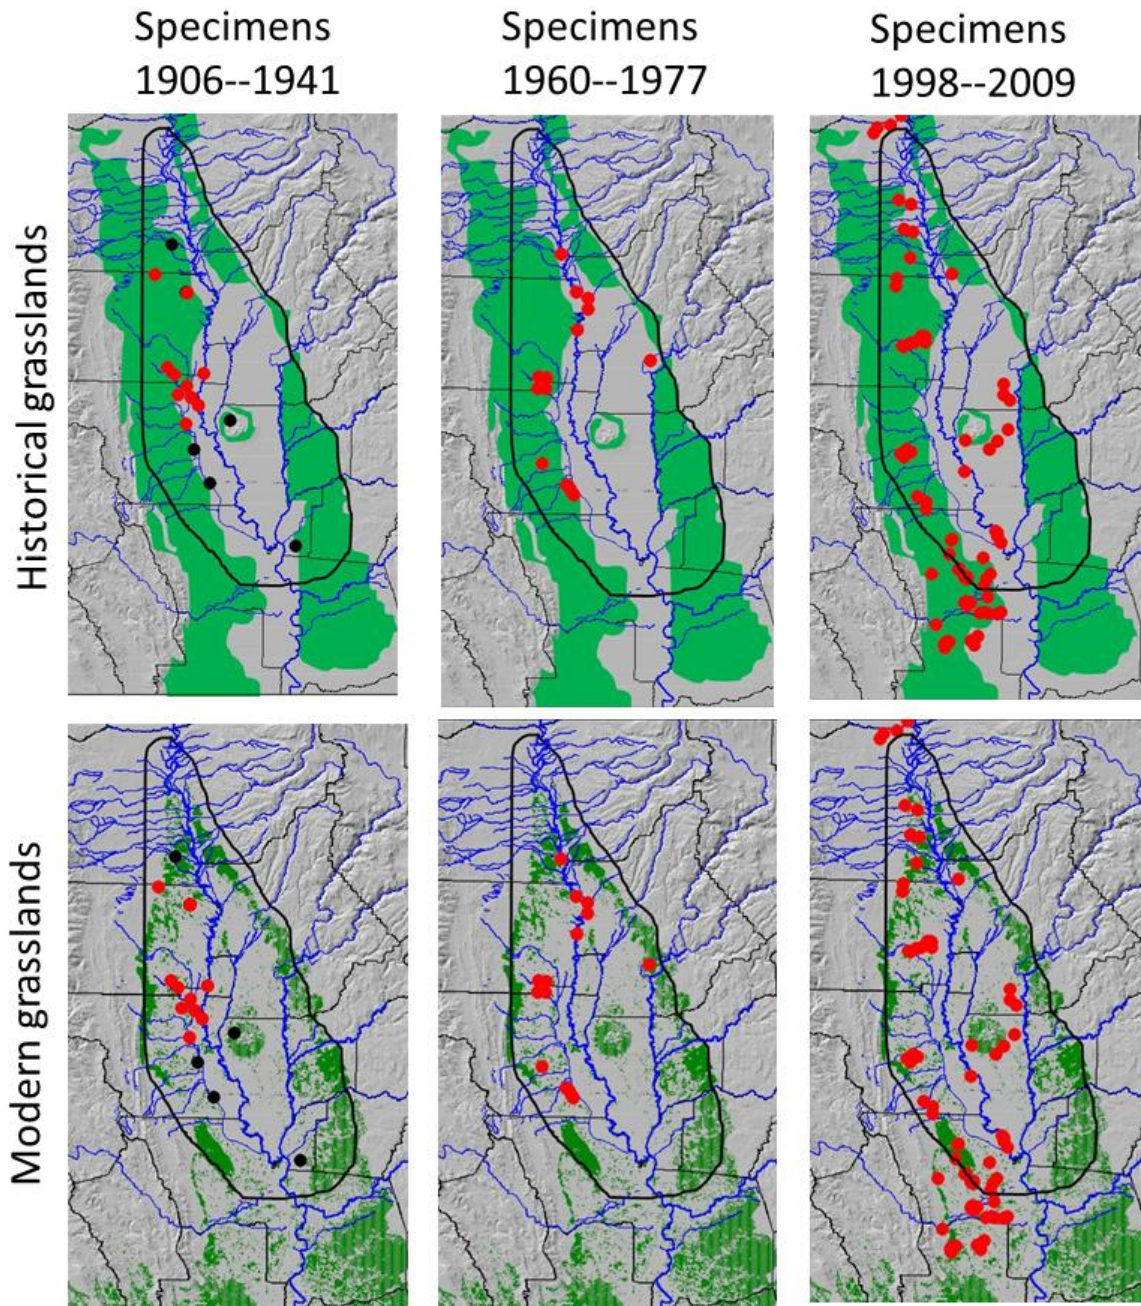 Specimens
1906--1941
Specimens
1960--1977
Specimens
1998--2009
Historical grasslands
Modern grasslands